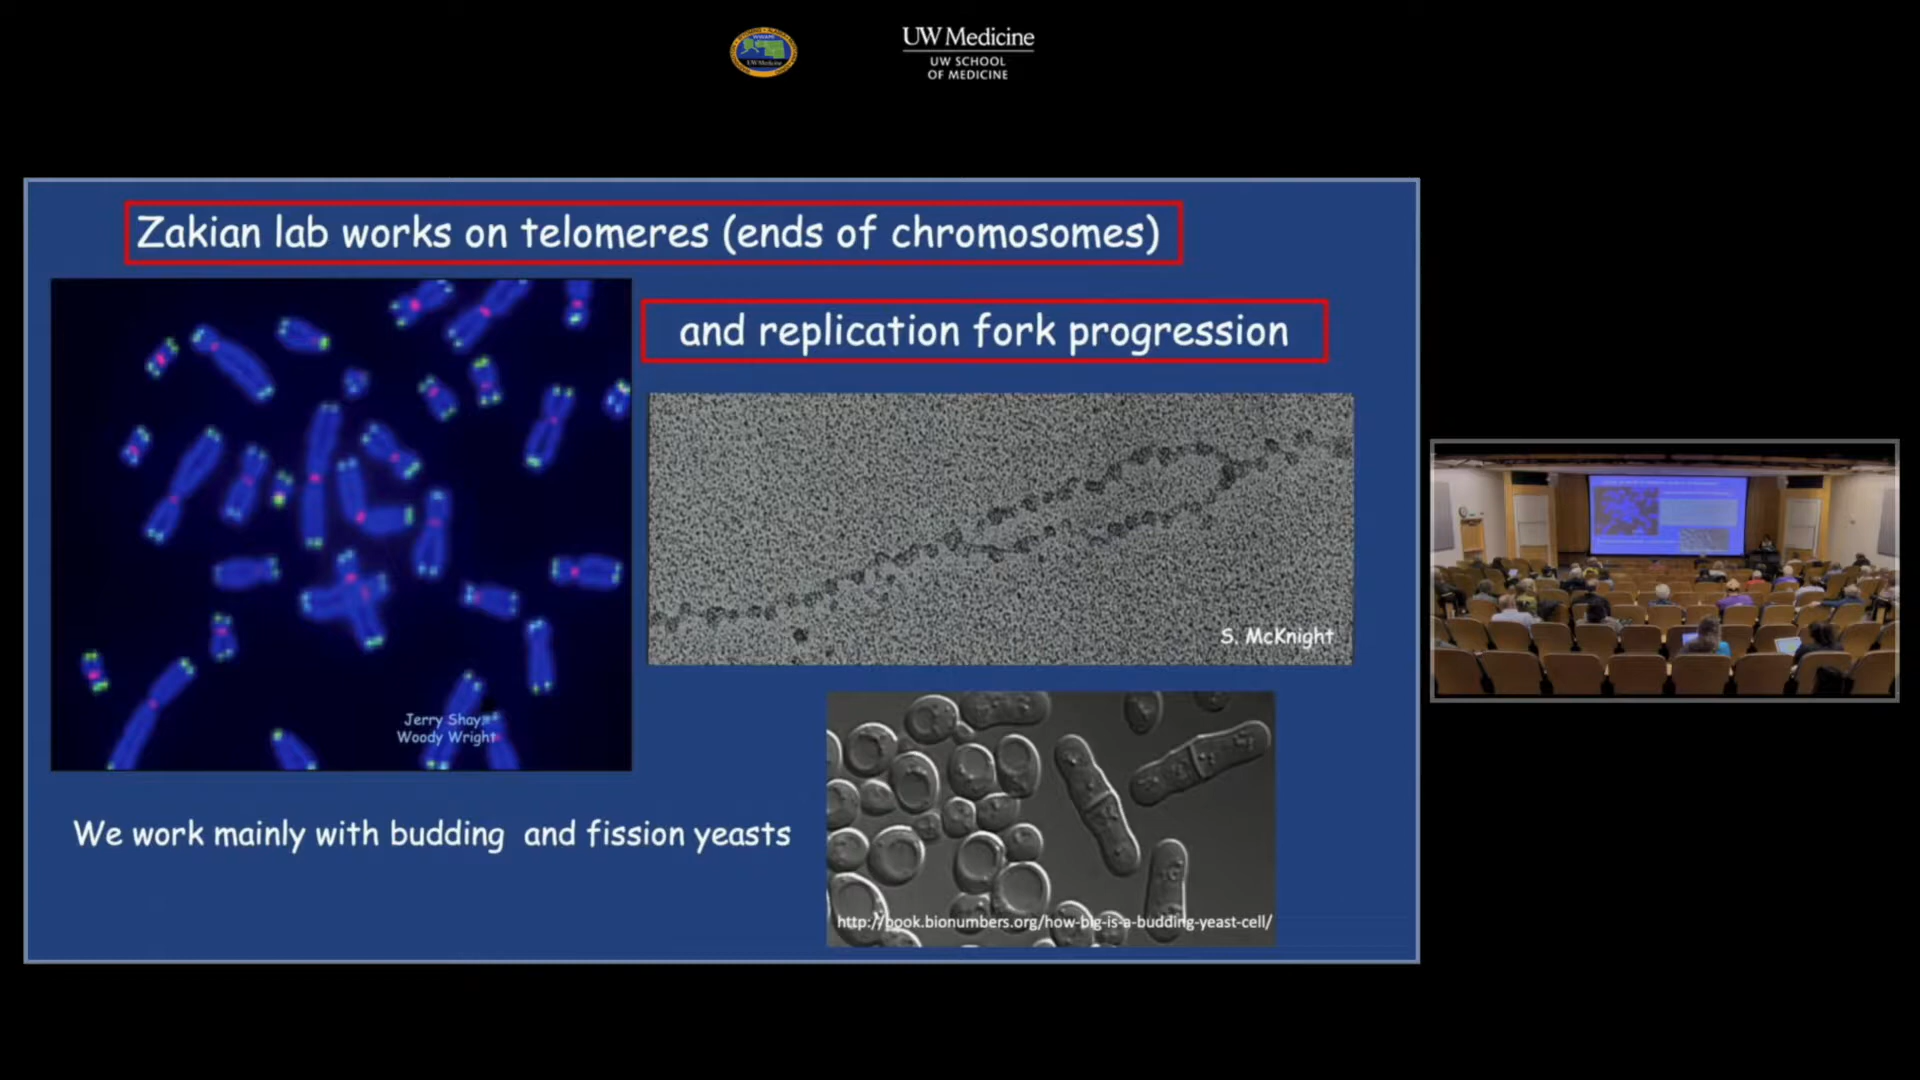 UW Medicine
UW SCHOOL
OF MEDICINE
Zakian lab works on telomeres (ends of chromosomes)
and replication fork progression
S. McKnight
Jerry Shay,
Woody Wright
We work mainly with budding and fission yeasts
http://book.bionumbers.org/how-big-is-a-budding-yeast-cell/